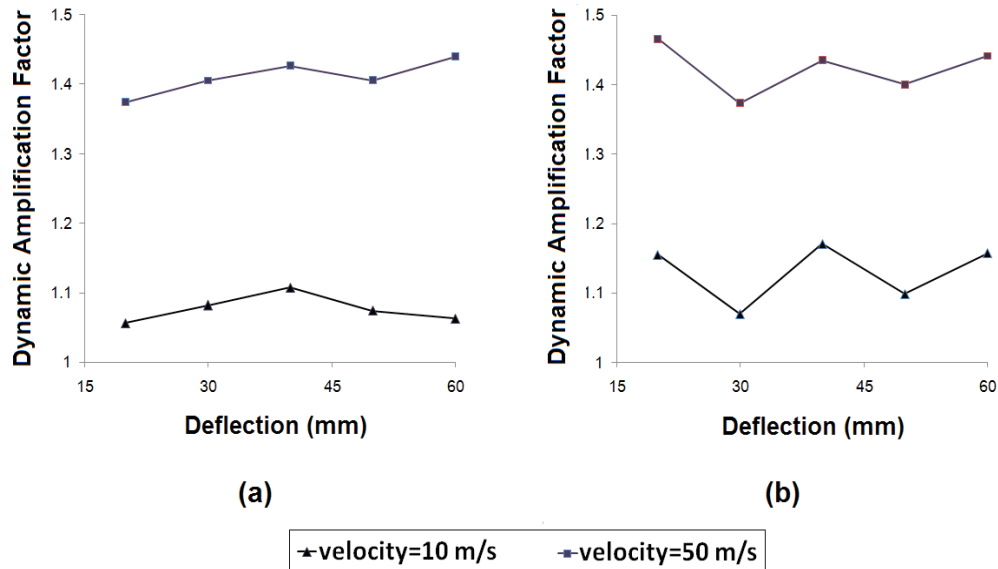 Dynamic Amplification Factor
1.5
1.4
1.3
1.2
1.1
1
15
30
45
60
Deflection (mm)
(a)
Dynamic Amplification Factor
1.5
1.4
1.3
1.2
1.1
1
15
30
45
60
Deflection (mm)
(b)
velocity=10 m/s
velocity=50 m/s